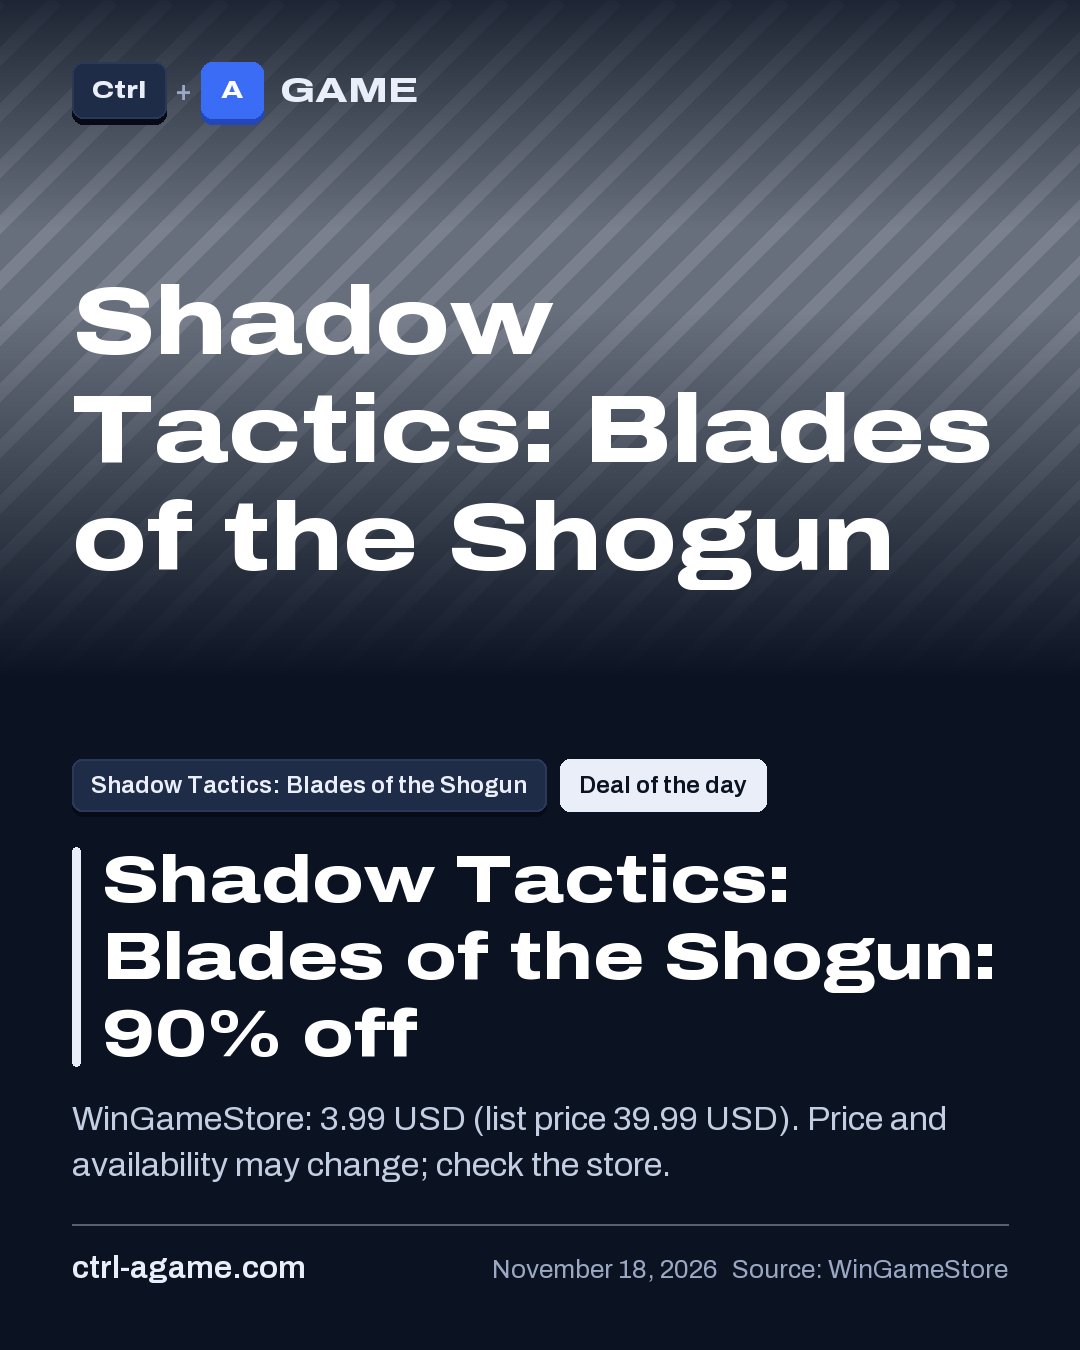 Ctrl + A GAME
Shadow
Tactics: Blades
of the Shogun
Shadow Tactics: Blades of the Shogun
Deal of the day
Shadow Tactics:
Blades of the Shogun:
90% off
WinGameStore: 3.99 USD (list price 39.99 USD). Price and
availability may change; check the store.
ctrl-agame.com
November 18, 2026 Source: WinGameStore